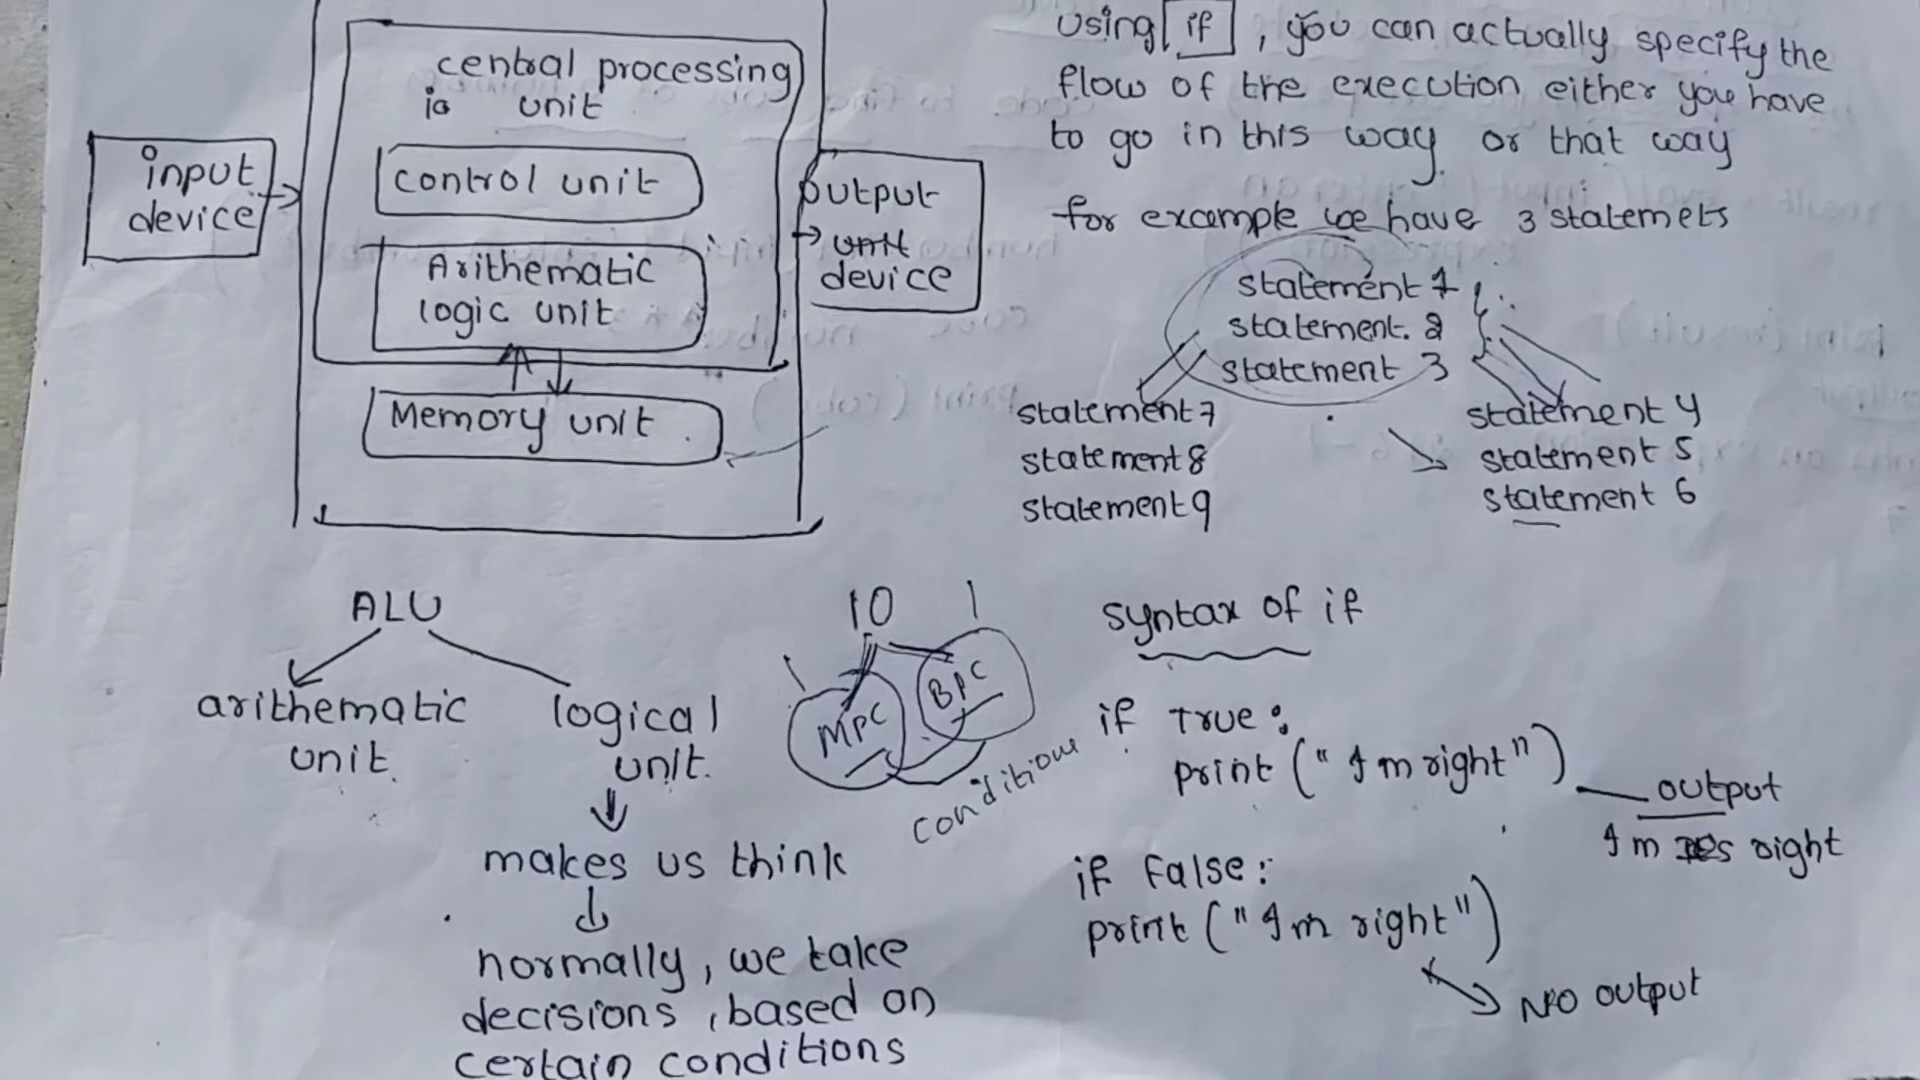 central processing
unit
input
device
control unit
Arithematic
logic unit
output
unit
device
Memory unit
using if, you can actually specify the
flow of the execution either you have
to go in this way or that way
for example we have 3 statemets
statement 1
statement. 2
statement 3
statement 7
statement 8
statement 9
statement 4
statement 5
statement 6
ALU
arithematic
unit.
logical
unit.
makes us think
normally, we take
decisions, based on
certain conditions
10
MPC
BPC
conditions
syntax of if
if True:
print ("I m right")
output
I m right
if False:
print ("I m right")
No output